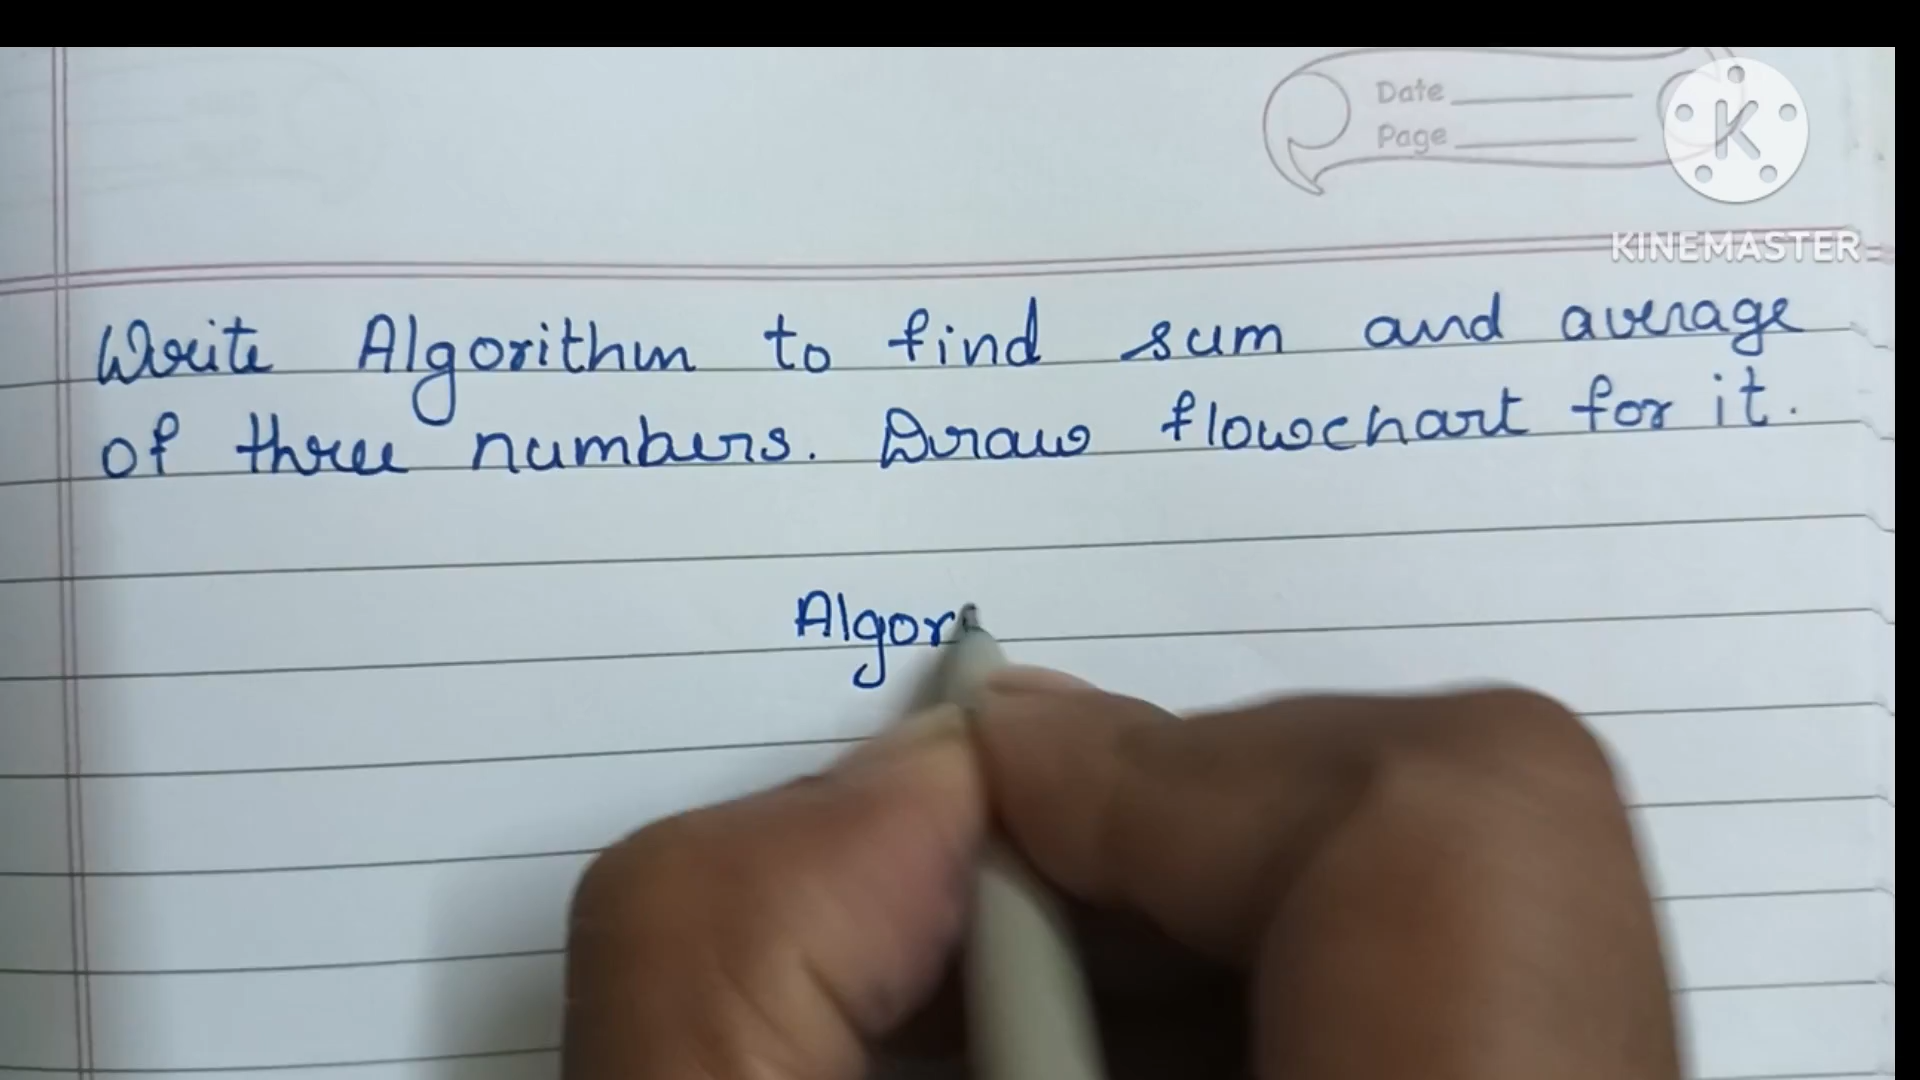 Date
Page
K
KINEMASTER
Write Algorithm to find sum and average
of three numbers. Draw flowchart for it.
Algor